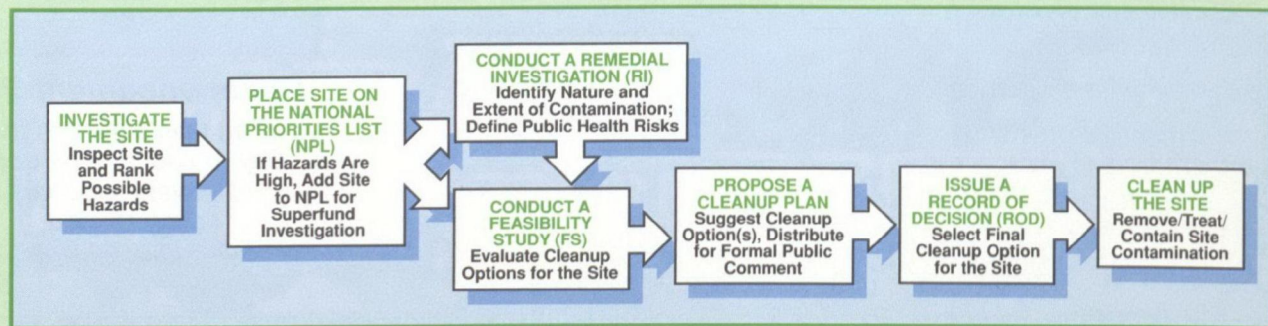 INVESTIGATE
THE SITE
Inspect Site
and Rank
Possible
Hazards
PLACE SITE ON
THE NATIONAL
PRIORITIES LIST
(NPL)
If Hazards Are
High, Add Site
to NPL for
Superfund
Investigation
CONDUCT A REMEDIAL
INVESTIGATION (RI)
Identify Nature and
Extent of Contamination;
Define Public Health Risks
CONDUCT A
FEASIBILITY
STUDY (FS)
Evaluate Cleanup
Options for the Site
PROPOSE A
CLEANUP PLAN
Suggest Cleanup
Option(s), Distribute
for Formal Public
Comment
ISSUE A
RECORD OF
DECISION (ROD)
Select Final
Cleanup Option
for the Site
CLEAN UP
THE SITE
Remove/Treat/
Contain Site
Contamination